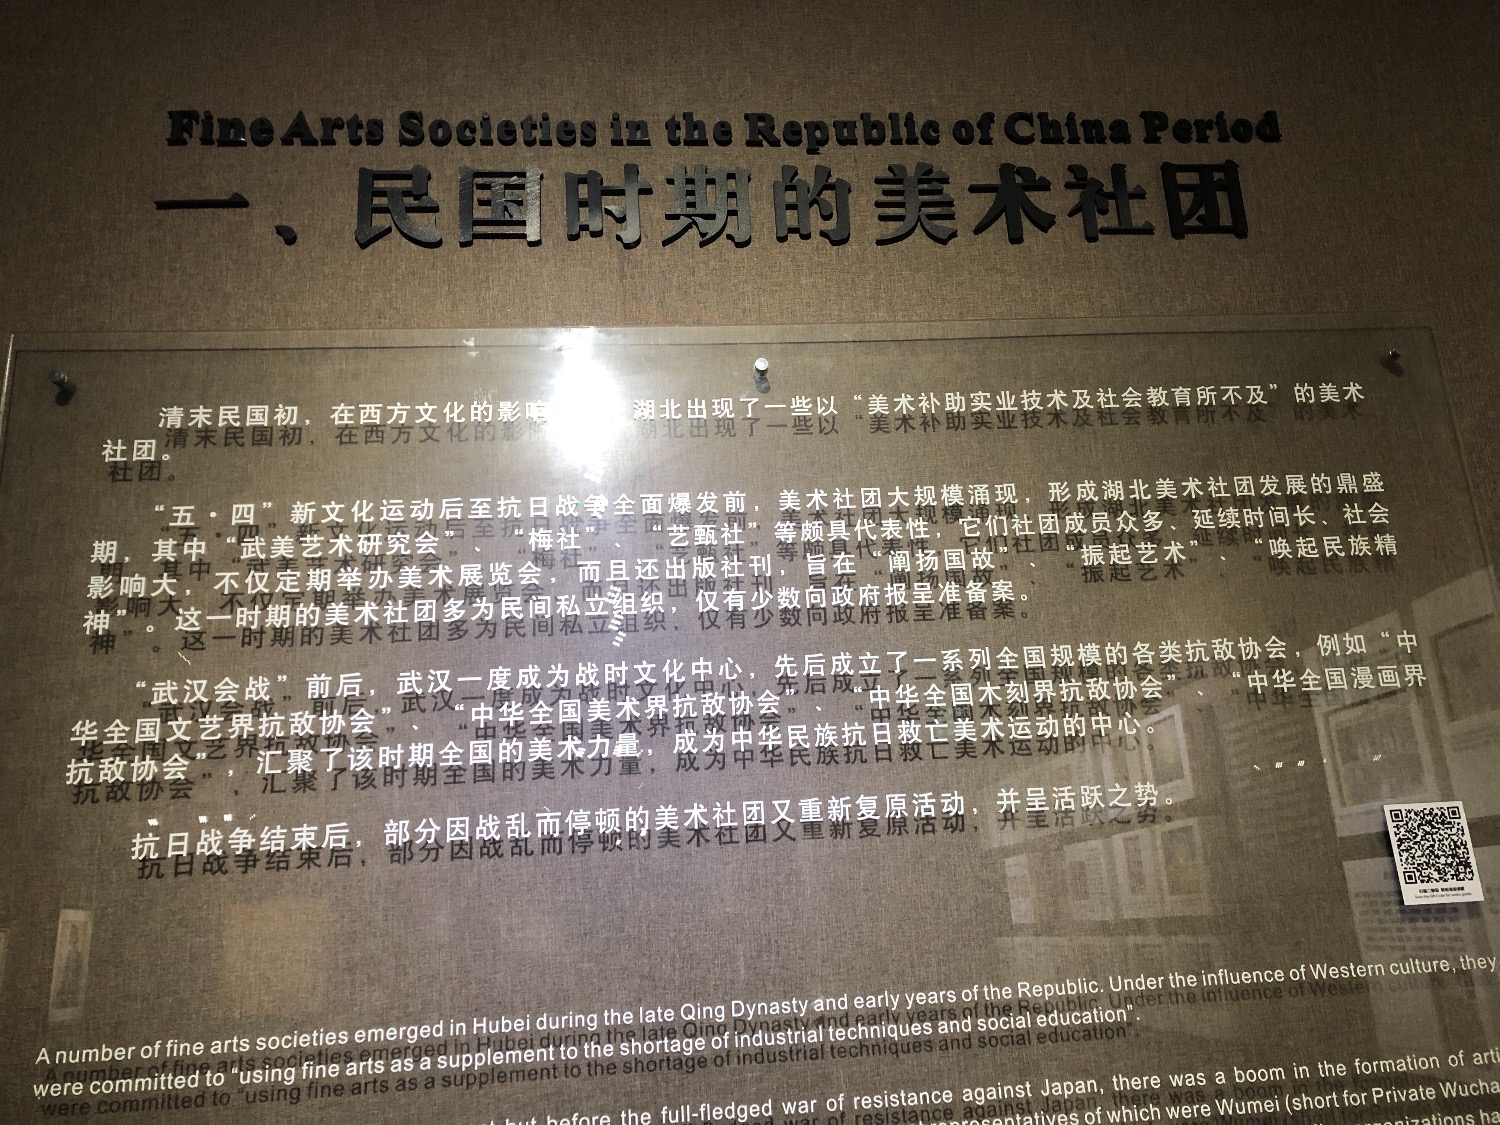 Fine Arts Societies in the Republic of China Period
一、民国时期的美术社团
清末民国初，在西方文化的影响 湖北出现了一些以“美术补助实业技术及社会教育所不及”的美术
社团。
“五·四”新文化运动后至抗日战争全面爆发前，美术社团大规模涌现，形成湖北美术社团发展的鼎盛
期，其中“武美艺术研究会”、“梅社”、“艺甄社”等颇具代表性，它们社团成员众多、延续时间长、社会
影响大，不仅定期举办美术展览会，而且还出版社刊，旨在“阐扬国故”、“振起艺术”、“唤起民族精
神”。这一时期的美术社团多为民间私立组织，仅有少数向政府报呈准备案。
“武汉会战”前后，武汉一度成为战时文化中心，先后成立了一系列全国规模的各类抗敌协会，例如“中
华全国文艺界抗敌协会”、“中华全国美术界抗敌协会”、“中华全国木刻界抗敌协会”、“中华全国漫画界
抗敌协会”，汇聚了该时期全国的美术力量，成为中华民族抗日救亡美术运动的中心。
抗日战争结束后，部分因战乱而停顿的美术社团又重新复原活动，并呈活跃之势。
A number of fine arts societies emerged in Hubei during the late Qing Dynasty and early years of the Republic. Under the influence of Western culture, they
were committed to “using fine arts as a supplement to the shortage of industrial techniques and social education”.
but before the full-fledged war of resistance against Japan, there was a boom in the formation of
representatives of which were Wumei (short for Private